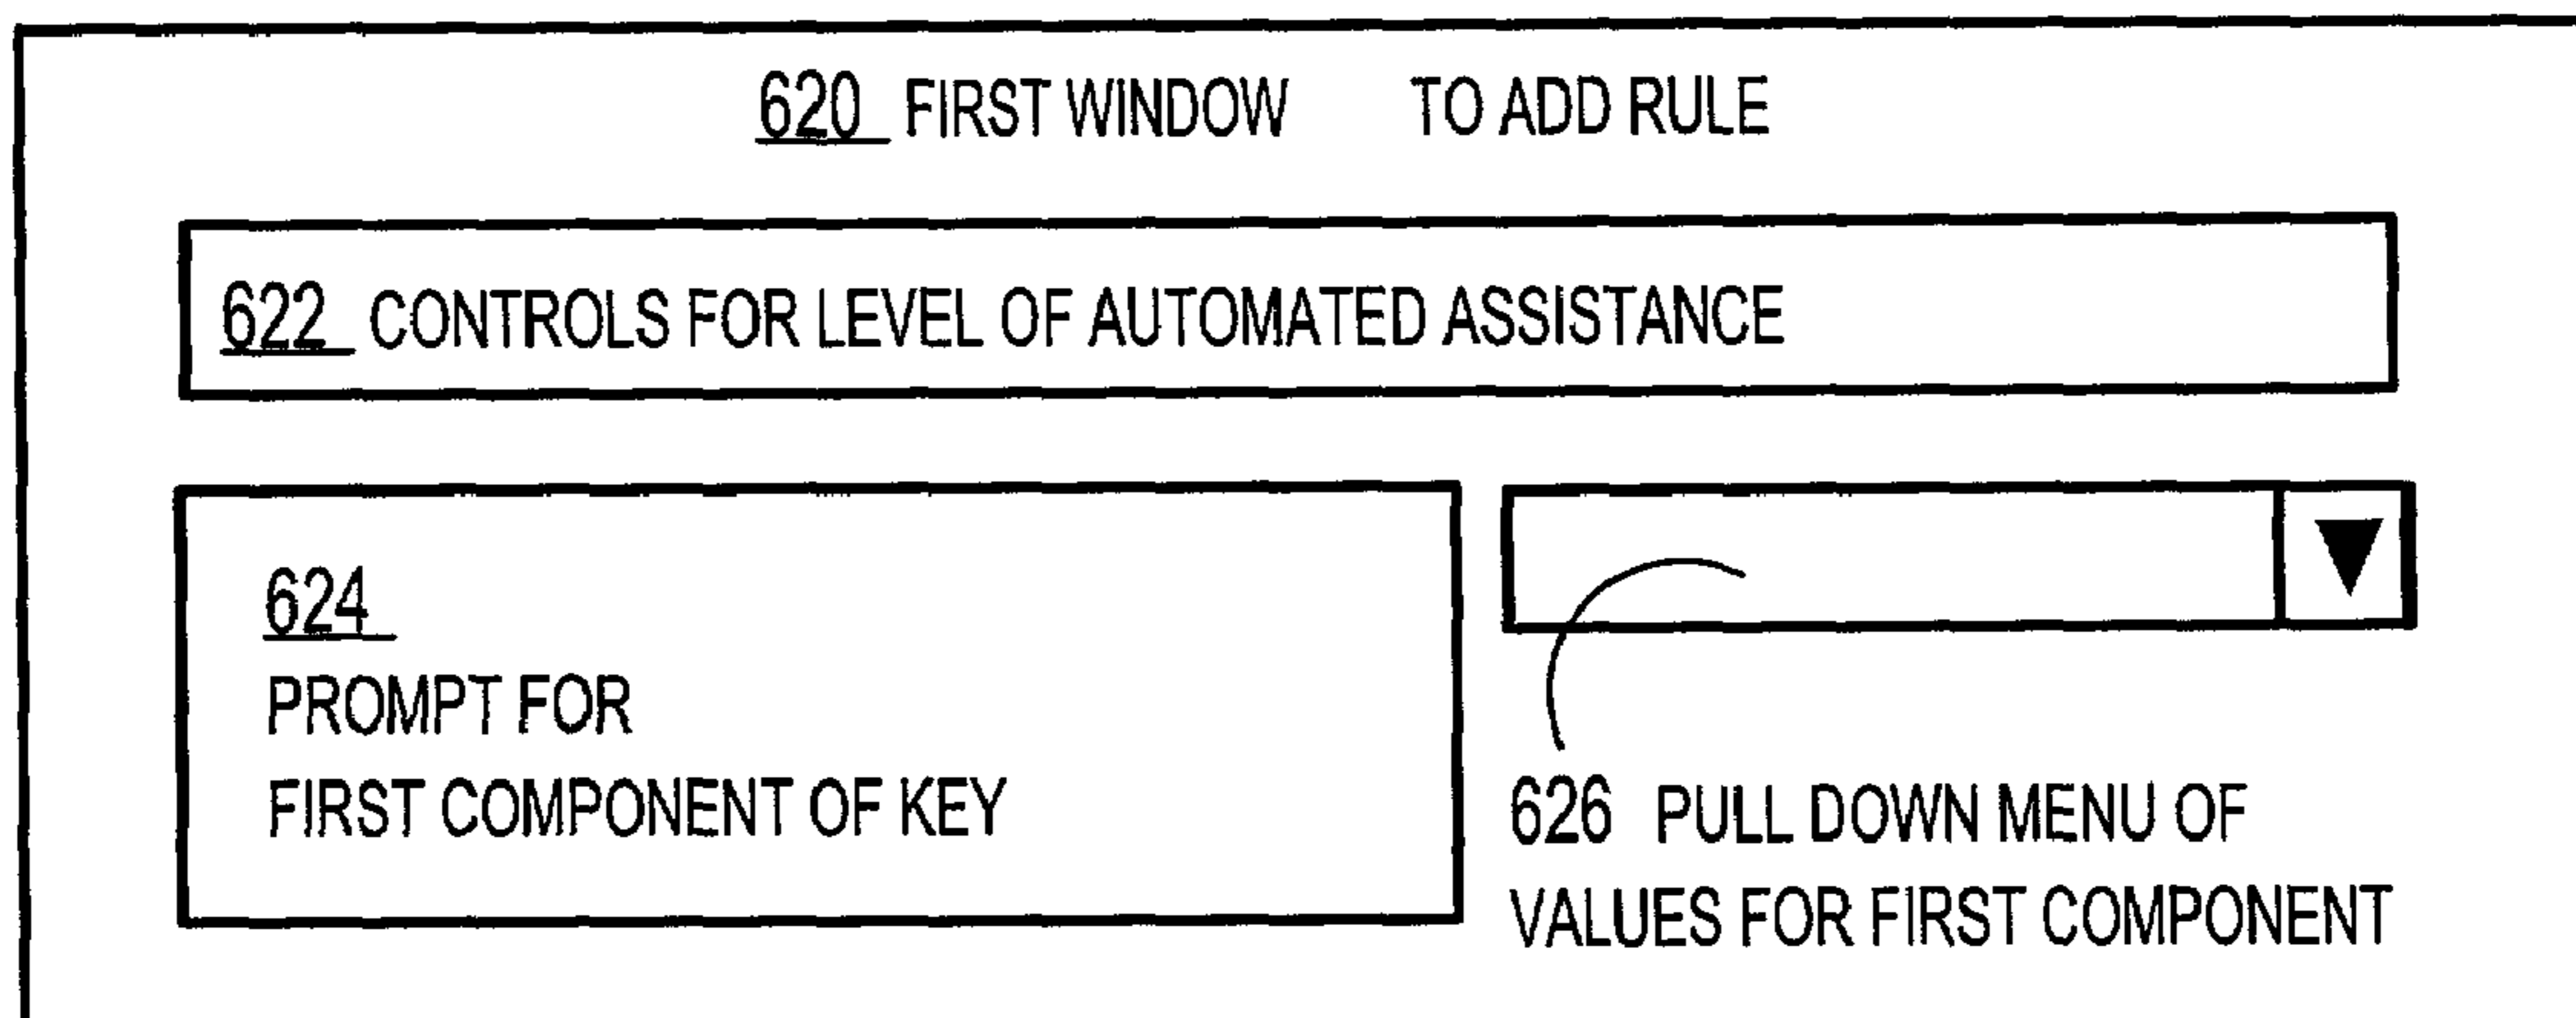 620 FIRST WINDOW TO ADD RULE
622 CONTROLS FOR LEVEL OF AUTOMATED ASSISTANCE
624
PROMPT FOR
FIRST COMPONENT OF KEY
626 PULL DOWN MENU OF
VALUES FOR FIRST COMPONENT